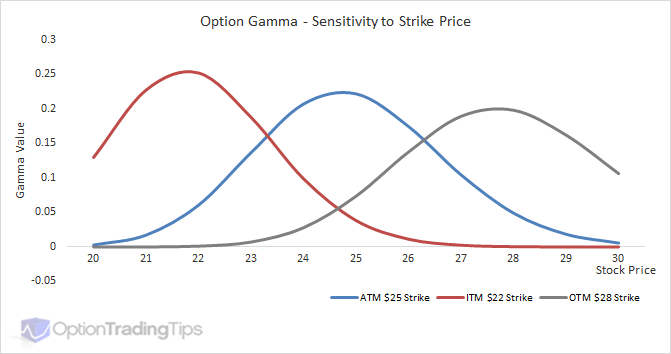 Option Gamma - Sensitivity to Strike Price
0.3
0.25
0.2
0.15
0.1
0.05
0
-0.05
Gamma Value
20 21 22 23 24 25 26 27 28 29 30
Stock Price
ATM $25 Strike ITM $22 Strike OTM $28 Strike
OptionTradingTips